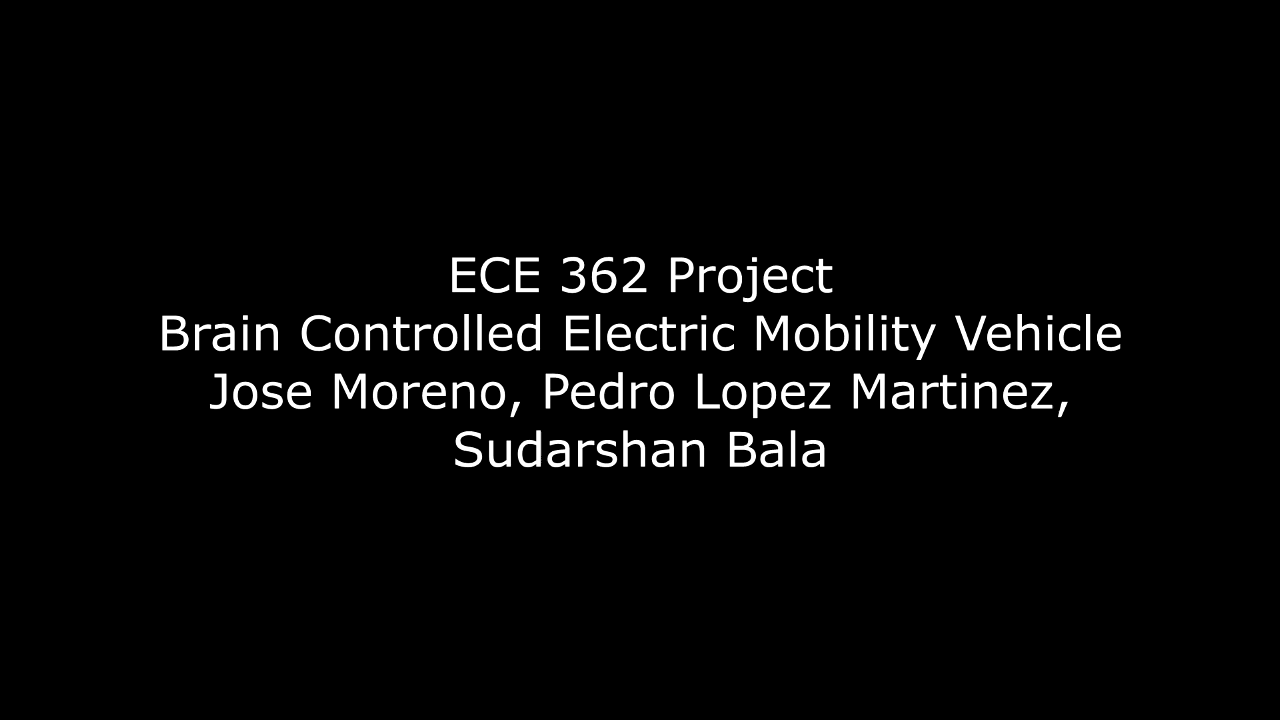 ECE 362 Project
Brain Controlled Electric Mobility Vehicle
Jose Moreno, Pedro Lopez Martinez,
Sudarshan Bala